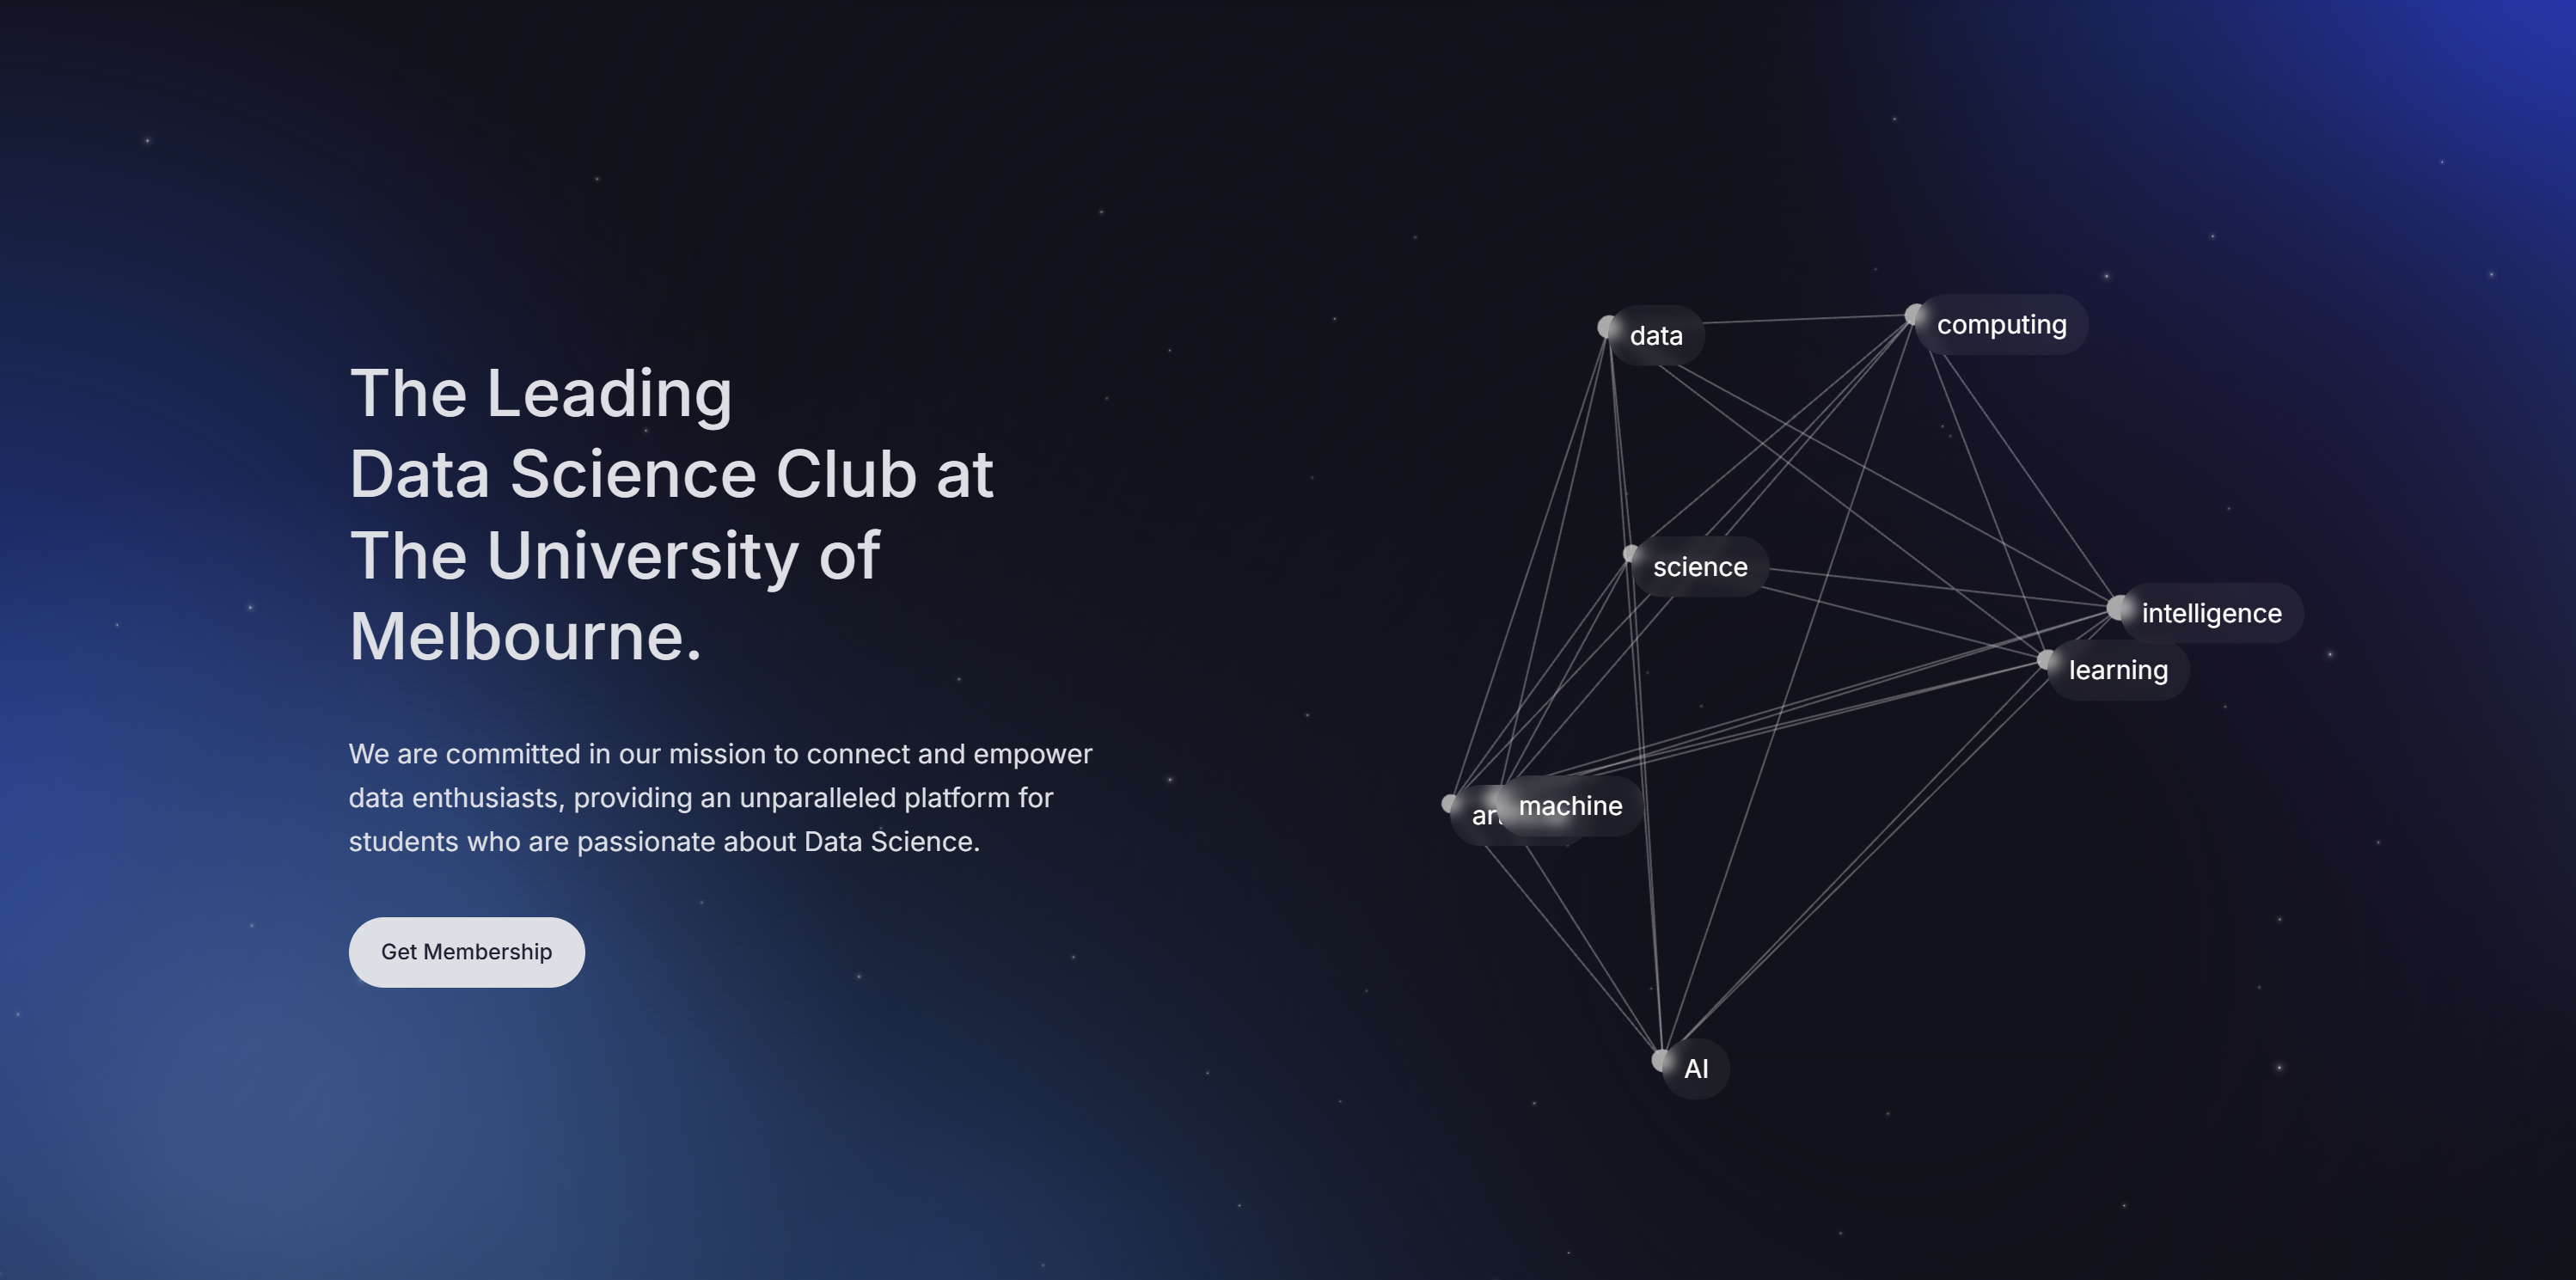 The Leading
Data Science Club at
The University of
Melbourne.
We are committed in our mission to connect and empower
data enthusiasts, providing an unparalleled platform for
students who are passionate about Data Science.
Get Membership
data
computing
science
intelligence
learning
machine
AI